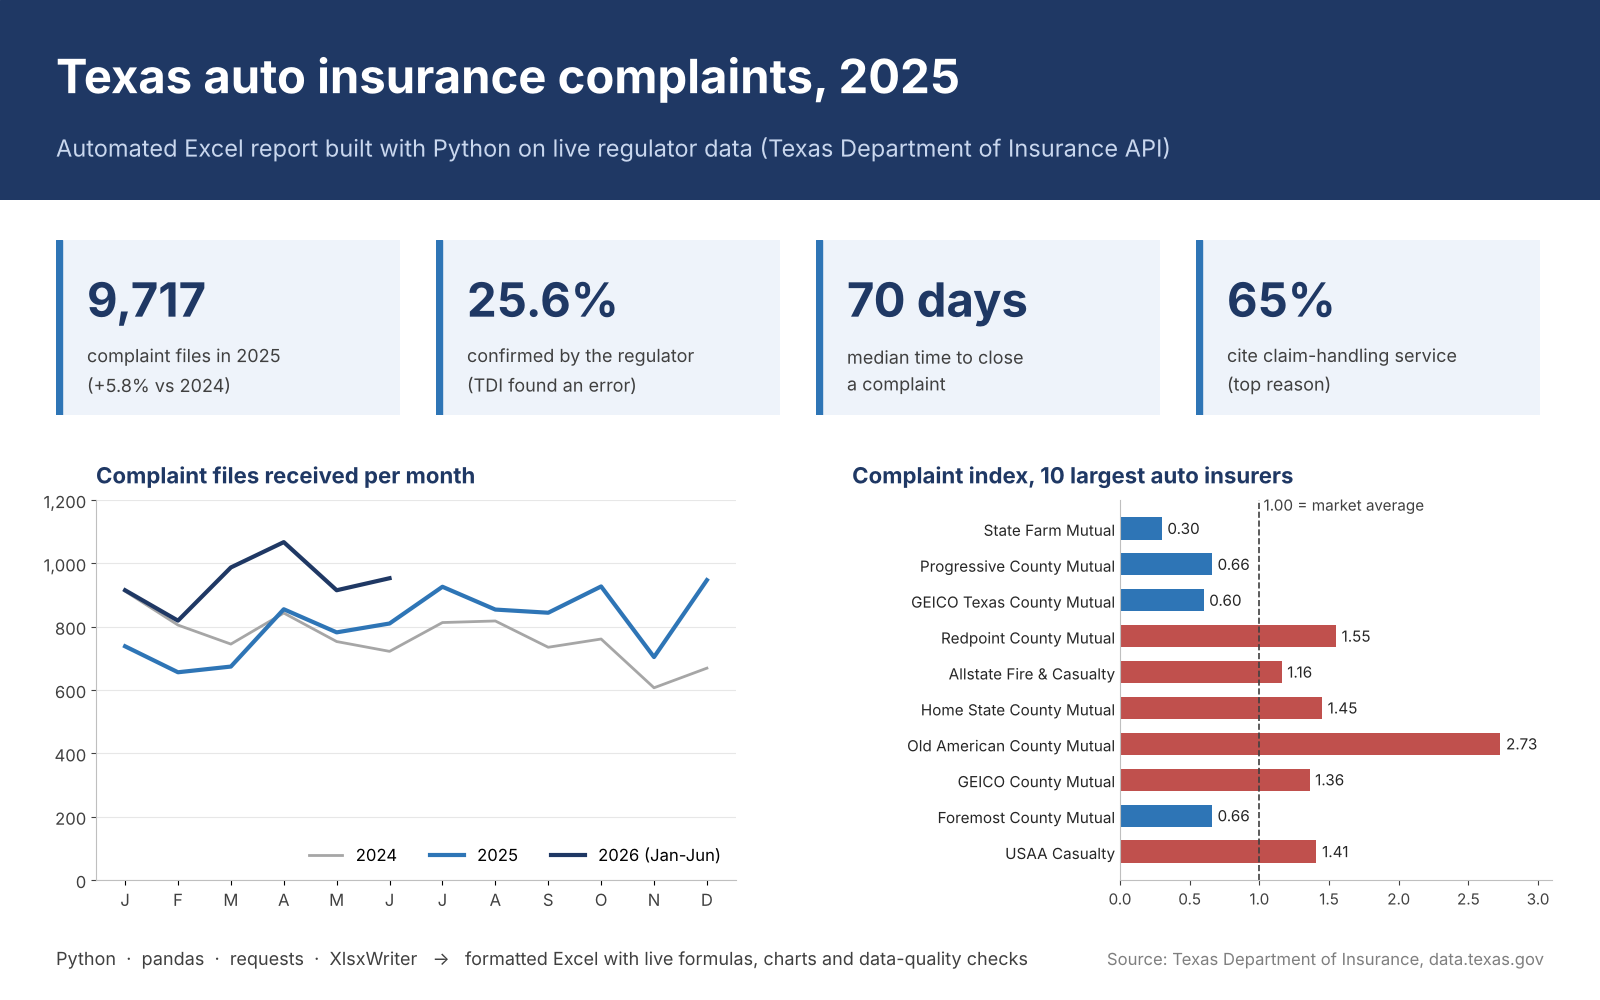 Texas auto insurance complaints, 2025
Automated Excel report built with Python on live regulator data (Texas Department of Insurance API)
9,717
complaint files in 2025
(+5.8% vs 2024)
25.6%
confirmed by the regulator
(TDI found an error)
70 days
median time to close
a complaint
65%
cite claim-handling service
(top reason)
Complaint files received per month
1,200
1,000
800
600
400
200
0
J F M A M J J A S O N D
2024 2025 2026 (Jan-Jun)
Complaint index, 10 largest auto insurers
1.00 = market average
State Farm Mutual 0.30
Progressive County Mutual 0.66
GEICO Texas County Mutual 0.60
Redpoint County Mutual 1.55
Allstate Fire & Casualty 1.16
Home State County Mutual 1.45
Old American County Mutual 2.73
GEICO County Mutual 1.36
Foremost County Mutual 0.66
USAA Casualty 1.41
0.0 0.5 1.0 1.5 2.0 2.5 3.0
Python · pandas · requests · XlsxWriter → formatted Excel with live formulas, charts and data-quality checks
Source: Texas Department of Insurance, data.texas.gov